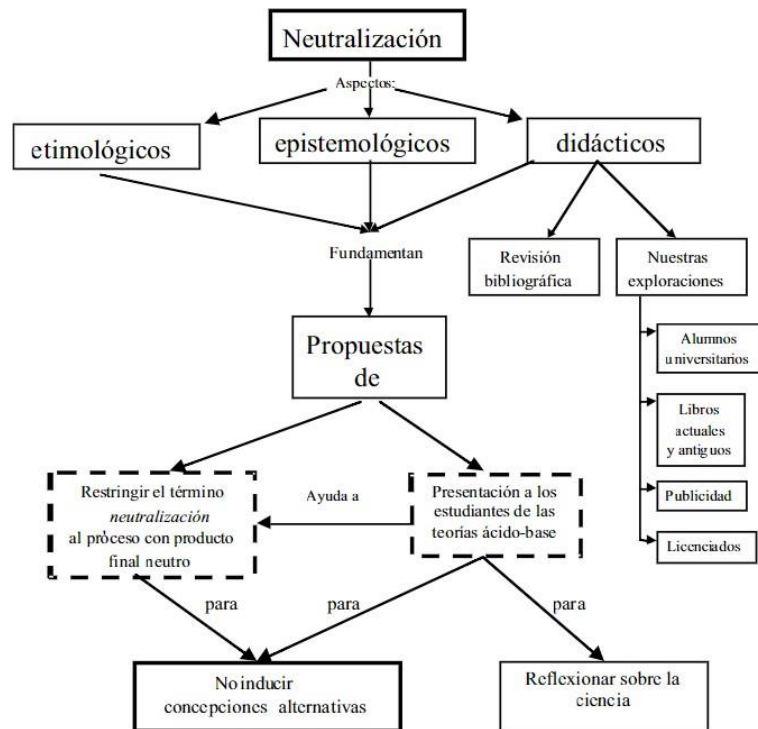 Neutralización
Aspectos:
etimológicos
epistemológicos
didácticos
Fundamentan
Revisión
bibliográfica
Nuestras
exploraciones
Propuestas
de
Alumnos
universitarios
Libros
actuales
y antiguos
Publicidad
Licenciados
Restringir el término
neutralización
al proceso con producto
final neutro
Ayuda a
Presentación a los
estudiantes de las
teorías ácido-base
para
para
para
No inducir
concepciones alternativas
Reflexionar sobre la
ciencia